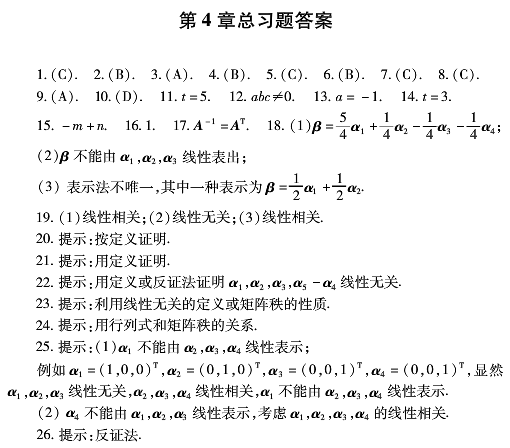 第 4 章总习题答案
1. (C). 2. (B). 3. (A). 4. (B). 5. (C). 6. (B). 7. (C). 8. (C).
9. (A). 10. (D). 11. t = 5. 12. abc≠0. 13. a = -1. 14. t = 3.
15. -m + n. 16. 1. 17. A⁻¹ = Aᵀ. 18. (1) β = 5/4 α₁ + 1/4 α₂ - 1/4 α₃ - 1/4 α₄;
(2) β 不能由 α₁,α₂,α₃ 线性表出;
(3) 表示法不唯一,其中一种表示为 β = 1/2 α₁ + 1/2 α₂.
19. (1)线性相关;(2)线性无关;(3)线性相关.
20. 提示:按定义证明.
21. 提示:用定义证明.
22. 提示:用定义或反证法证明 α₁,α₂,α₃,α₅ - α₄ 线性无关.
23. 提示:利用线性无关的定义或矩阵秩的性质.
24. 提示:用行列式和矩阵秩的关系.
25. 提示:(1)α₁ 不能由 α₂,α₃,α₄ 线性表示;
例如 α₁ = (1,0,0)ᵀ,α₂ = (0,1,0)ᵀ,α₃ = (0,0,1)ᵀ,α₄ = (0,0,1)ᵀ,显然
α₁,α₂,α₃ 线性无关,α₂,α₃,α₄ 线性相关,α₁ 不能由 α₂,α₃,α₄ 线性表示.
(2) α₄ 不能由 α₁,α₂,α₃ 线性表示,考虑 α₁,α₂,α₃,α₄ 的线性相关.
26. 提示:反证法.